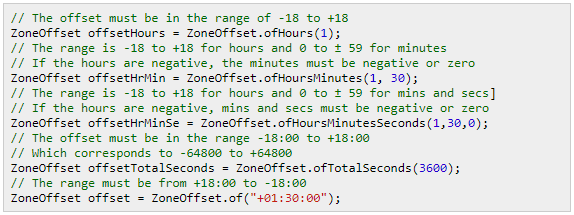 // The offset must be in the range of -18 to +18
ZoneOffset offsetHours = ZoneOffset.ofHours(1);
// The range is -18 to +18 for hours and 0 to ± 59 for minutes
// If the hours are negative, the minutes must be negative or zero
ZoneOffset offsetHrMin = ZoneOffset.ofHoursMinutes(1, 30);
// The range is -18 to +18 for hours and 0 to ± 59 for mins and secs]
// If the hours are negative, mins and secs must be negative or zero
ZoneOffset offsetHrMinSe = ZoneOffset.ofHoursMinutesSeconds(1,30,0);
// The offset must be in the range -18:00 to +18:00
// Which corresponds to -64800 to +64800
ZoneOffset offsetTotalSeconds = ZoneOffset.ofTotalSeconds(3600);
// The range must be from +18:00 to -18:00
ZoneOffset offset = ZoneOffset.of("+01:30:00");